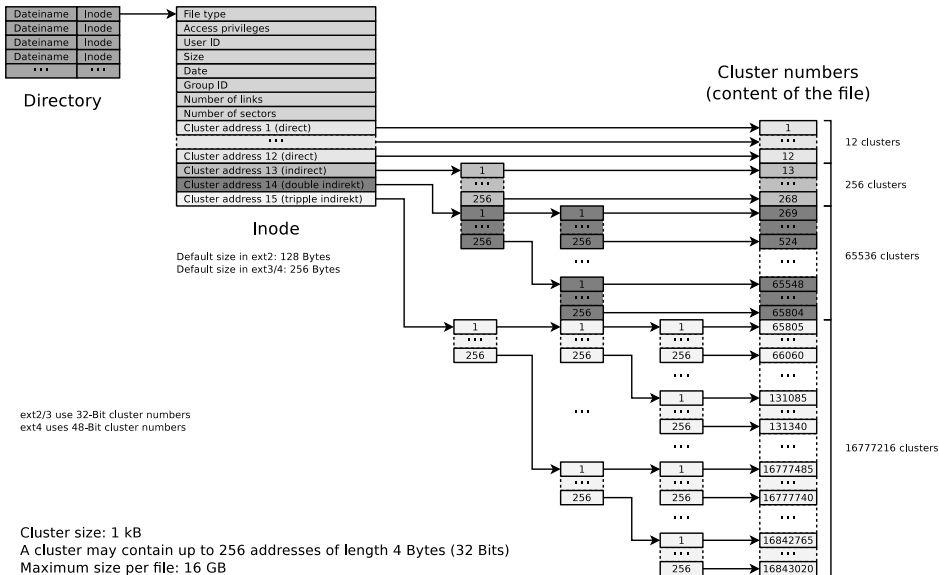 Dateiname Inode
Dateiname Inode
Dateiname Inode
Dateiname Inode
... ...
Directory
File type
Access privileges
User ID
Size
Date
Group ID
Number of links
Number of sectors
Cluster address 1 (direct)
...
Cluster address 12 (direct)
Cluster address 13 (indirect)
Cluster address 14 (double indirekt)
Cluster address 15 (tripple indirekt)
Inode
Default size in ext2: 128 Bytes
Default size in ext3/4: 256 Bytes
ext2/3 use 32-Bit cluster numbers
ext4 uses 48-Bit cluster numbers
Cluster size: 1 kB
A cluster may contain up to 256 addresses of length 4 Bytes (32 Bits)
Maximum size per file: 16 GB
Cluster numbers
(content of the file)
1
...
12
12 clusters
1 13
... ...
256 268
256 clusters
1 1 269
... ... ...
256 256 524
...
1 65548
... ...
256 65804
65536 clusters
1 1 1 65805
... ... ... ...
256 256 256 66060
... ...
1 131085
... ...
256 131340
...
... ...
1 1 16777485
... ... ...
256 256 16777740
... ...
1 16842765
... ...
256 16843020
16777216 clusters